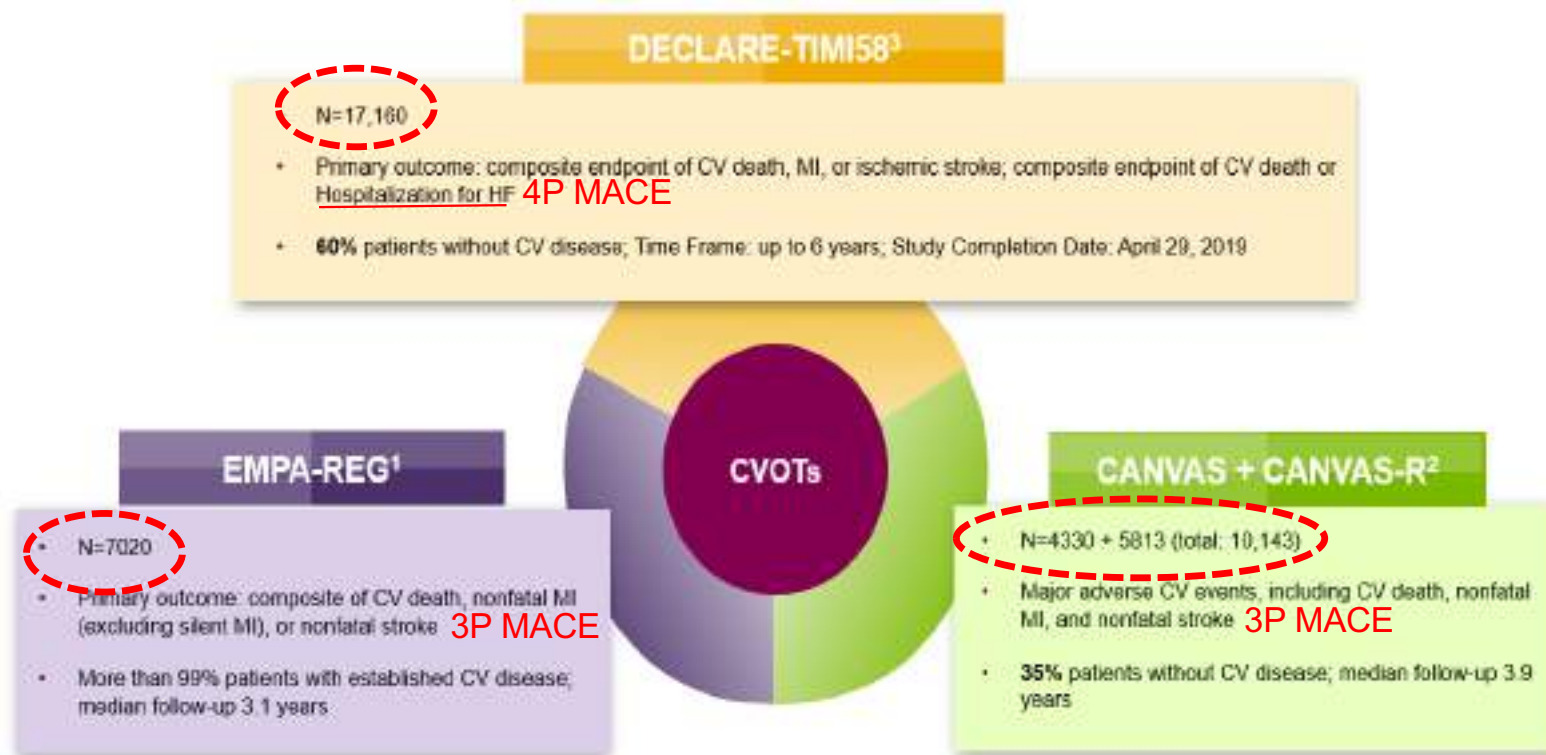 DECLARE-TIMI58³
N=17,160
• Primary outcome: composite endpoint of CV death, MI, or ischemic stroke; composite endpoint of CV death or
Hospitalization for HF 4P MACE
• 60% patients without CV disease; Time Frame: up to 6 years; Study Completion Date: April 29, 2019
CVOTs
EMPA-REG¹
• N=7020
• Primary outcome: composite of CV death, nonfatal MI
(excluding silent MI), or nonfatal stroke 3P MACE
• More than 99% patients with established CV disease;
median follow-up 3.1 years
CANVAS + CANVAS-R²
• N=4330 + 5813 (total: 10,143)
• Major adverse CV events, including CV death, nonfatal
MI, and nonfatal stroke 3P MACE
• 35% patients without CV disease; median follow-up 3.9
years